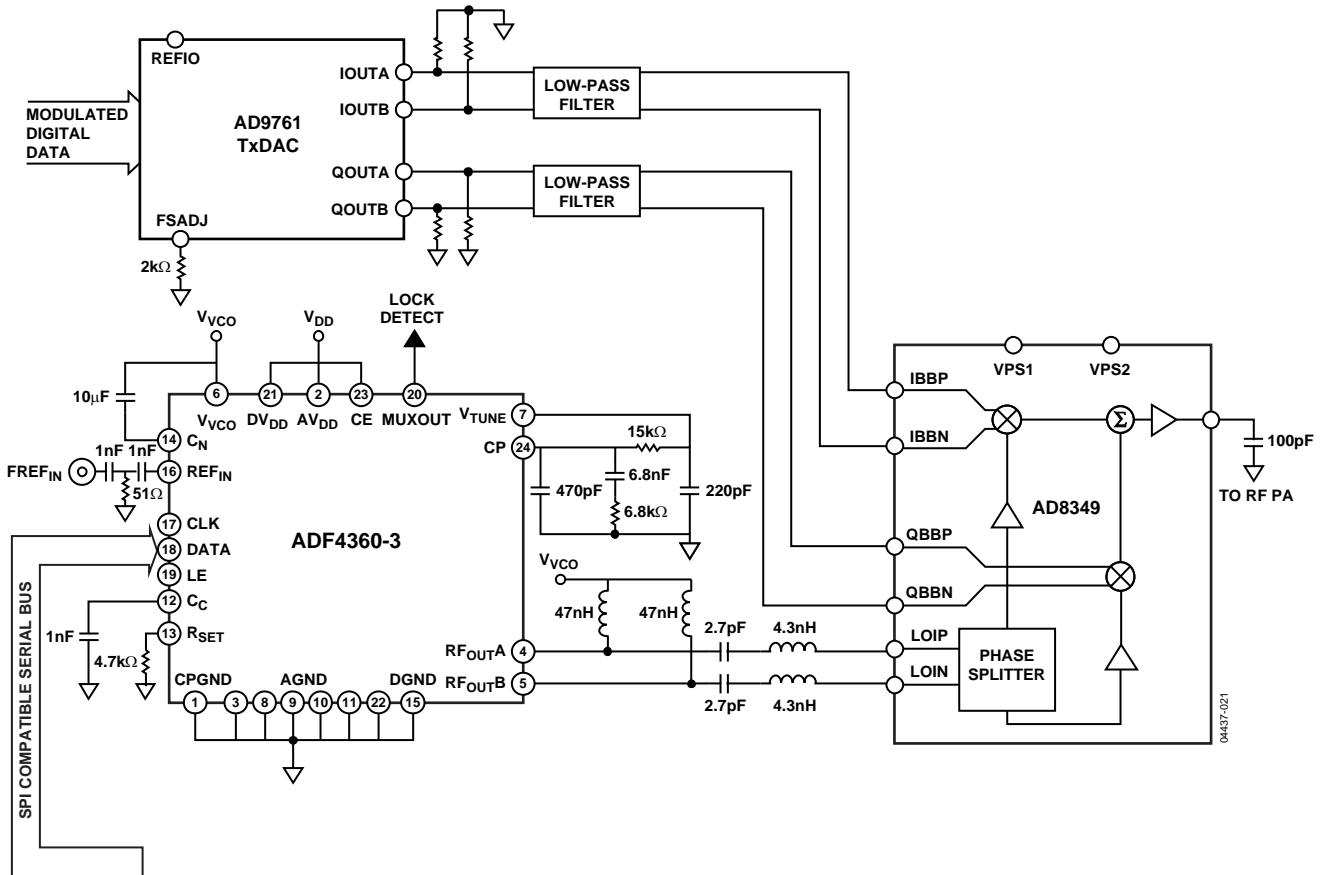 REFIO
IOUTA
IOUTB
QOUTA
QOUTB
AD9761
TxDAC
MODULATED
DIGITAL
DATA
FSADJ
2kΩ
LOW-PASS
FILTER
LOW-PASS
FILTER
LOCK
DETECT
VVCO
VDD
10µF
6
21
2
23
20
VVCO
DVDD
AVDD
CE
MUXOUT
VTUNE
7
CP
24
14
CN
1nF
1nF
FREFIN
16
REFIN
51Ω
17
CLK
18
DATA
19
LE
12
CC
1nF
13
RSET
4.7kΩ
ADF4360-3
15kΩ
6.8nF
470pF
220pF
6.8kΩ
VVCO
47nH
47nH
2.7pF
4.3nH
RFOUTA
4
RFOUTB
5
2.7pF
4.3nH
CPGND
AGND
DGND
1
3
8
9
10
11
22
15
SPI COMPATIBLE SERIAL BUS
VPS1
VPS2
IBBP
IBBN
Σ
100pF
TO RF PA
AD8349
QBBP
QBBN
LOIP
LOIN
PHASE
SPLITTER
04437-021